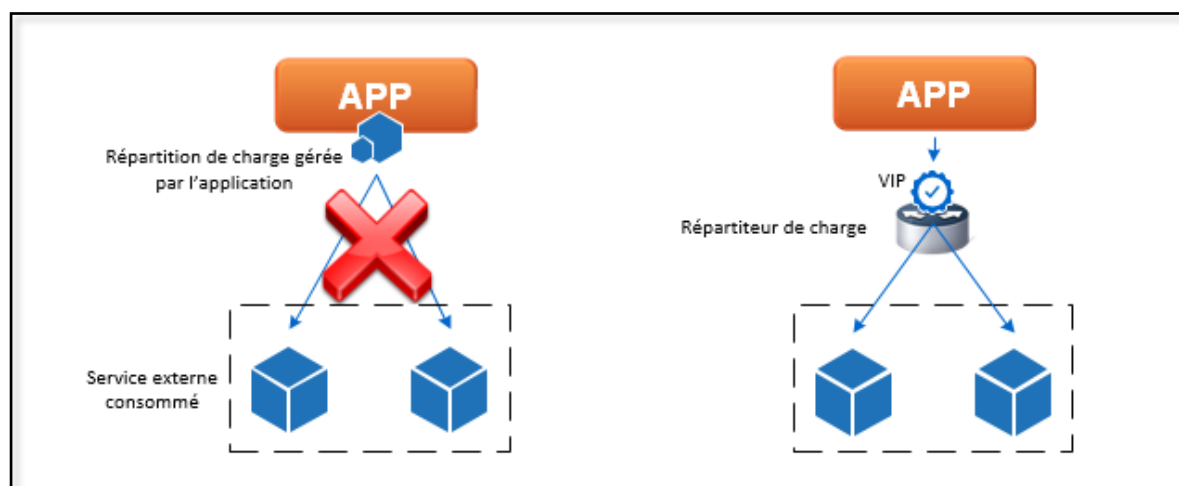 APP
Répartition de charge gérée
par l'application
Service externe
consommé
APP
VIP
Répartiteur de charge